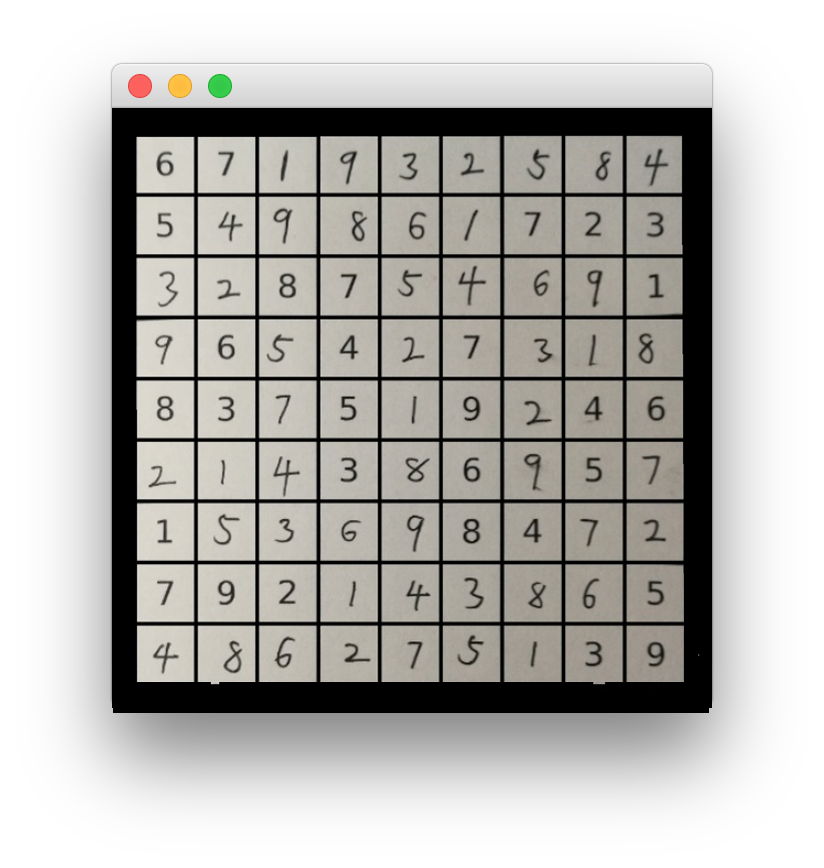 6 7 1 9 3 2 5 8 4
5 4 9 8 6 1 7 2 3
3 2 8 7 5 4 6 9 1
9 6 5 4 2 7 3 1 8
8 3 7 5 1 9 2 4 6
2 1 4 3 8 6 9 5 7
1 5 3 6 9 8 4 7 2
7 9 2 1 4 3 8 6 5
4 8 6 2 7 5 1 3 9